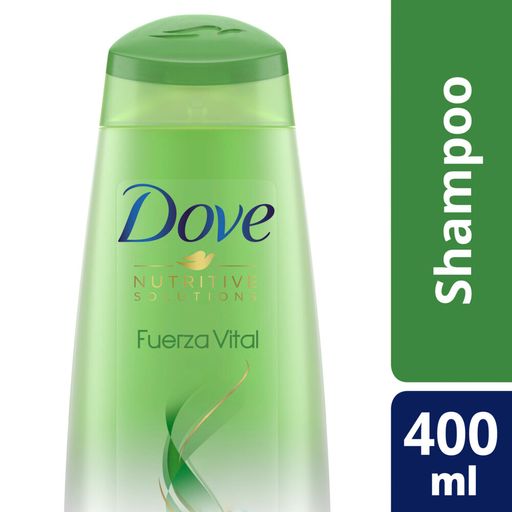 Dove
NUTRITIVE
SOLUTIONS
Fuerza Vital
Shampoo
400
ml